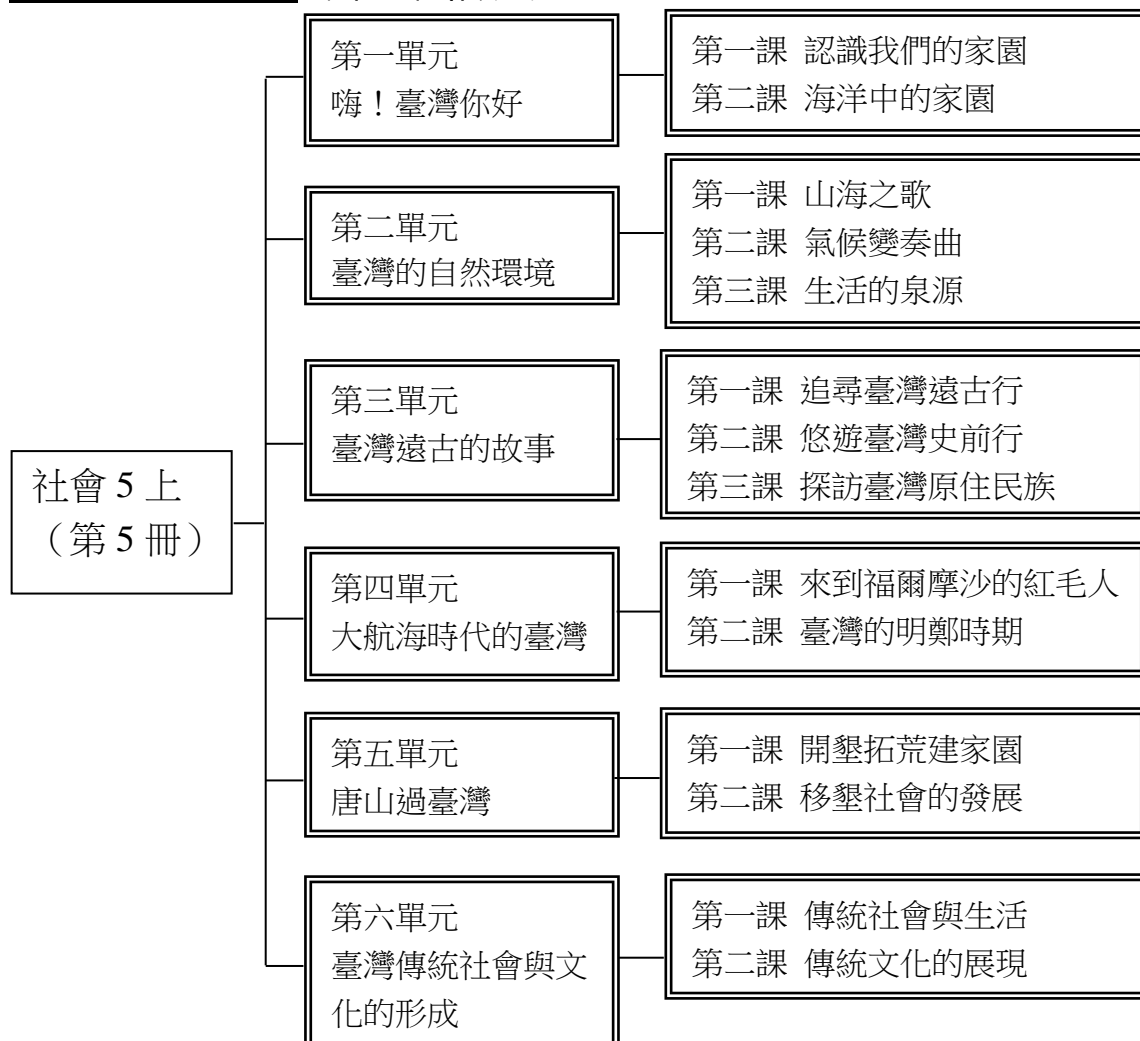 第一單元
嗨！臺灣你好
第一課 認識我們的家園
第二課 海洋中的家園
第二單元
臺灣的自然環境
第一課 山海之歌
第二課 氣候變奏曲
第三課 生活的泉源
第三單元
臺灣遠古的故事
第一課 追尋臺灣遠古行
第二課 悠遊臺灣史前行
第三課 探訪臺灣原住民族
社會 5 上
（第 5 冊）
第四單元
大航海時代的臺灣
第一課 來到福爾摩沙的紅毛人
第二課 臺灣的明鄭時期
第五單元
唐山過臺灣
第一課 開墾拓荒建家園
第二課 移墾社會的發展
第六單元
臺灣傳統社會與文
化的形成
第一課 傳統社會與生活
第二課 傳統文化的展現